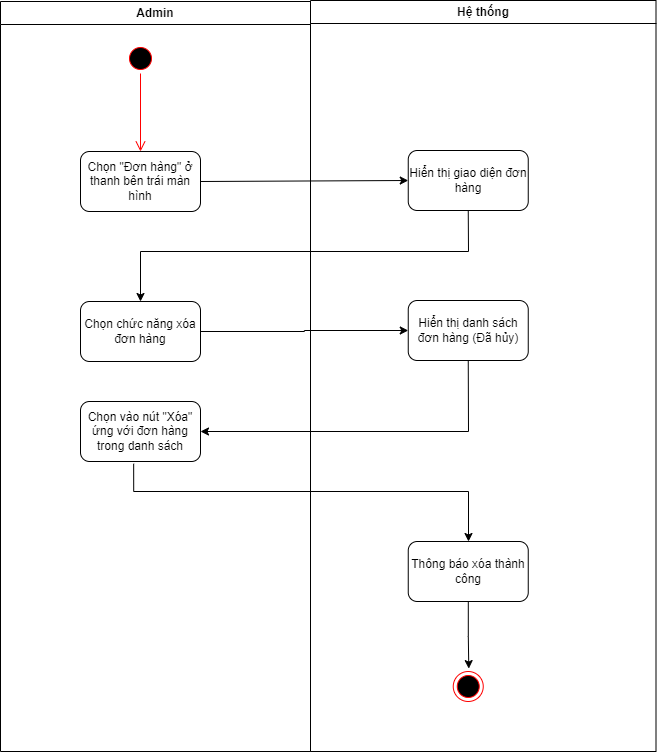 Admin
Hệ thống
Chọn "Đơn hàng" ở
thanh bên trái màn
hình
Hiển thị giao diện đơn
hàng
Chọn chức năng xóa
đơn hàng
Hiển thị danh sách
đơn hàng (Đã hủy)
Chọn vào nút "Xóa"
ứng với đơn hàng
trong danh sách
Thông báo xóa thành
công